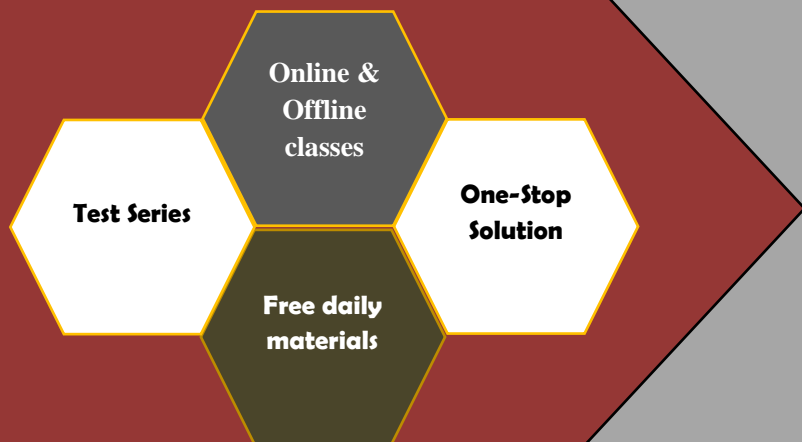 Online &
Offline
classes
Test Series
One-Stop
Solution
Free daily
materials